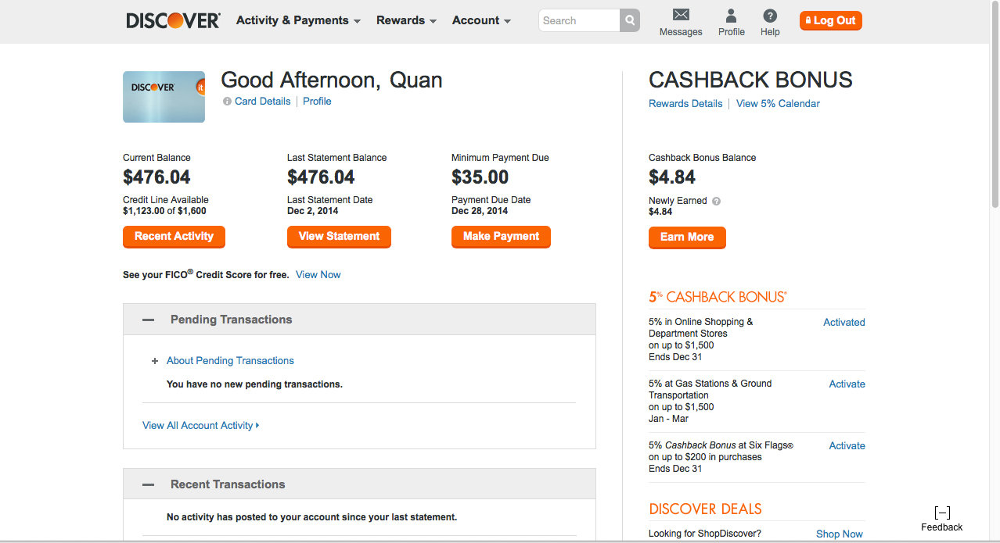 DISCOVER
Activity & Payments
Rewards
Account
Search
Messages
Profile
Help
Log Out
DISCOVER
it
Good Afternoon, Quan
Card Details | Profile
Current Balance
$476.04
Credit Line Available
$1,123.00 of $1,600
Recent Activity
Last Statement Balance
$476.04
Last Statement Date
Dec 2, 2014
View Statement
Minimum Payment Due
$35.00
Payment Due Date
Dec 28, 2014
Make Payment
See your FICO® Credit Score for free. View Now
Pending Transactions
+ About Pending Transactions
You have no new pending transactions.
View All Account Activity
Recent Transactions
No activity has posted to your account since your last statement.
CASHBACK BONUS
Rewards Details | View 5% Calendar
Cashback Bonus Balance
$4.84
Newly Earned ?
$4.84
Earn More
5% CASHBACK BONUS®
5% in Online Shopping & Activated
Department Stores
on up to $1,500
Ends Dec 31
5% at Gas Stations & Ground Activate
Transportation
on up to $1,500
Jan - Mar
5% Cashback Bonus at Six Flags® Activate
on up to $200 in purchases
Ends Dec 31
DISCOVER DEALS
Looking for ShopDiscover? Shop Now
[–]
Feedback